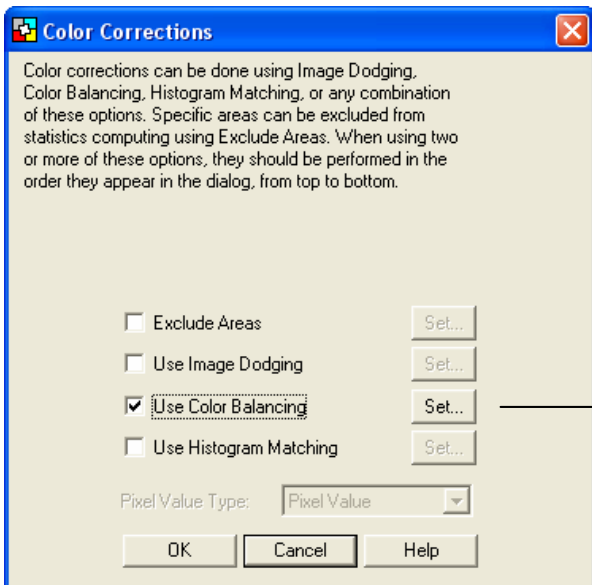 Color Corrections
Color corrections can be done using Image Dodging,
Color Balancing, Histogram Matching, or any combination
of these options. Specific areas can be excluded from
statistics computing using Exclude Areas. When using two
or more of these options, they should be performed in the
order they appear in the dialog, from top to bottom.
Exclude Areas Set...
Use Image Dodging Set...
Use Color Balancing Set...
Use Histogram Matching Set...
Pixel Value Type: Pixel Value
OK Cancel Help